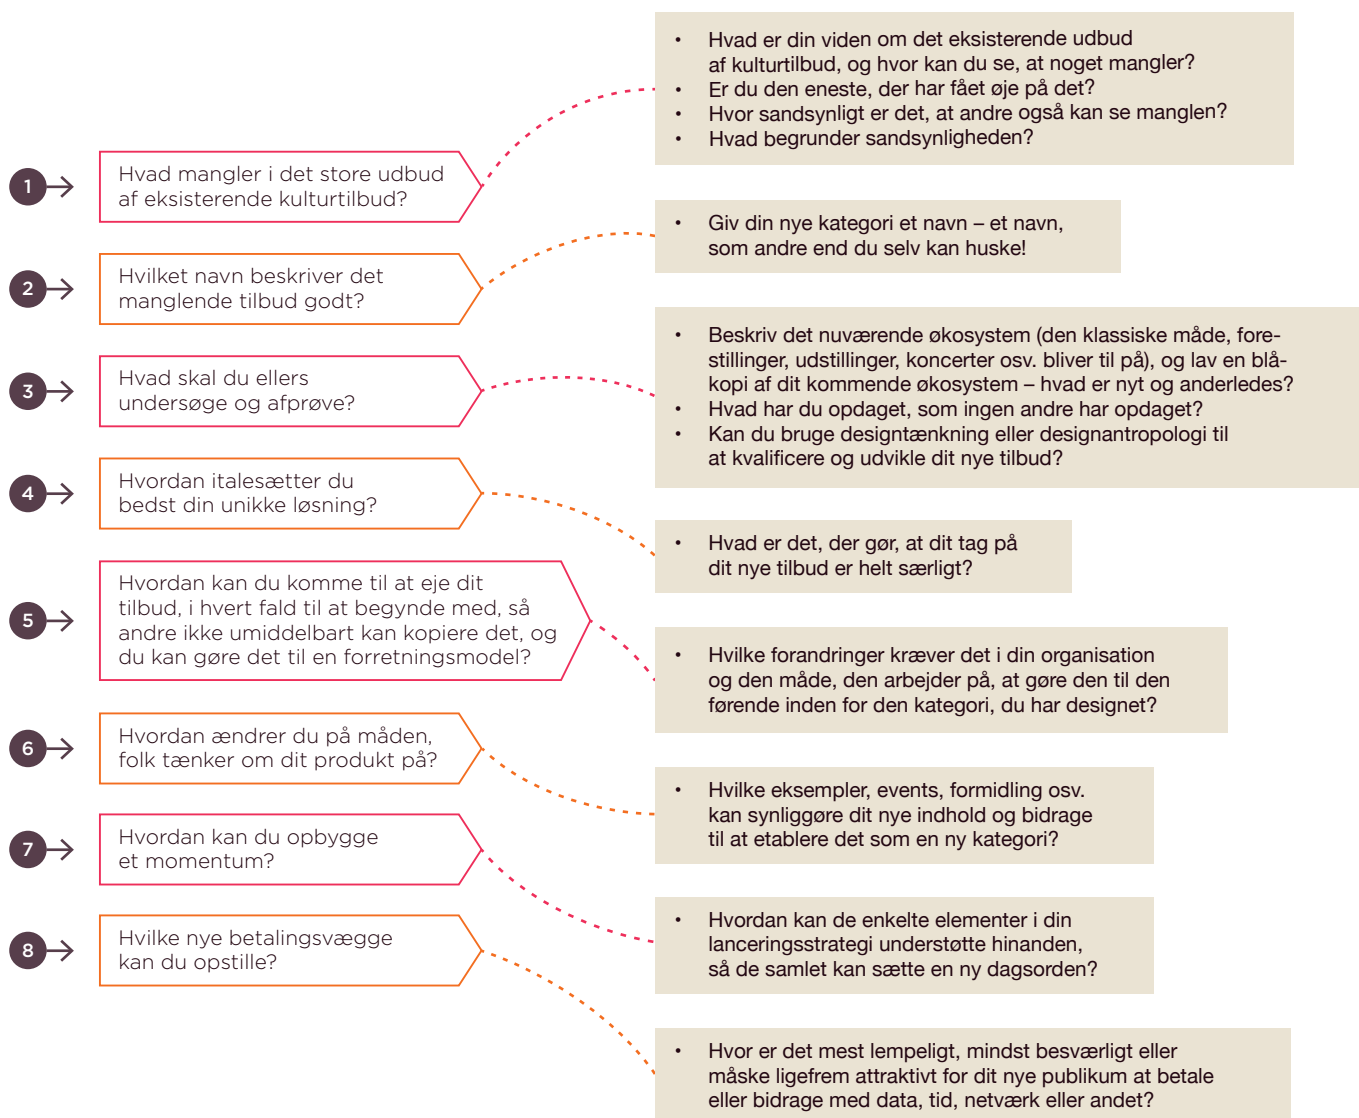 1
Hvad mangler i det store udbud
af eksisterende kulturtilbud?
• Hvad er din viden om det eksisterende udbud
af kulturtilbud, og hvor kan du se, at noget mangler?
• Er du den eneste, der har fået øje på det?
• Hvor sandsynligt er det, at andre også kan se manglen?
• Hvad begrunder sandsynligheden?
2
Hvilket navn beskriver det
manglende tilbud godt?
• Giv din nye kategori et navn – et navn,
som andre end du selv kan huske!
3
Hvad skal du ellers
undersøge og afprøve?
• Beskriv det nuværende økosystem (den klassiske måde, fore-
stillinger, udstillinger, koncerter osv. bliver til på), og lav en blå-
kopi af dit kommende økosystem – hvad er nyt og anderledes?
• Hvad har du opdaget, som ingen andre har opdaget?
• Kan du bruge designtænkning eller designantropologi til
at kvalificere og udvikle dit nye tilbud?
4
Hvordan italesætter du
bedst din unikke løsning?
• Hvad er det, der gør, at dit tag på
dit nye tilbud er helt særligt?
5
Hvordan kan du komme til at eje dit
tilbud, i hvert fald til at begynde med, så
andre ikke umiddelbart kan kopiere det, og
du kan gøre det til en forretningsmodel?
• Hvilke forandringer kræver det i din organisation
og den måde, den arbejder på, at gøre den til den
førende inden for den kategori, du har designet?
6
Hvordan ændrer du på måden,
folk tænker om dit produkt på?
• Hvilke eksempler, events, formidling osv.
kan synliggøre dit nye indhold og bidrage
til at etablere det som en ny kategori?
7
Hvordan kan du opbygge
et momentum?
• Hvordan kan de enkelte elementer i din
lanceringsstrategi understøtte hinanden,
så de samlet kan sætte en ny dagsorden?
8
Hvilke nye betalingsvægge
kan du opstille?
• Hvor er det mest lempeligt, mindst besværligt eller
måske ligefrem attraktivt for dit nye publikum at betale
eller bidrage med data, tid, netværk eller andet?